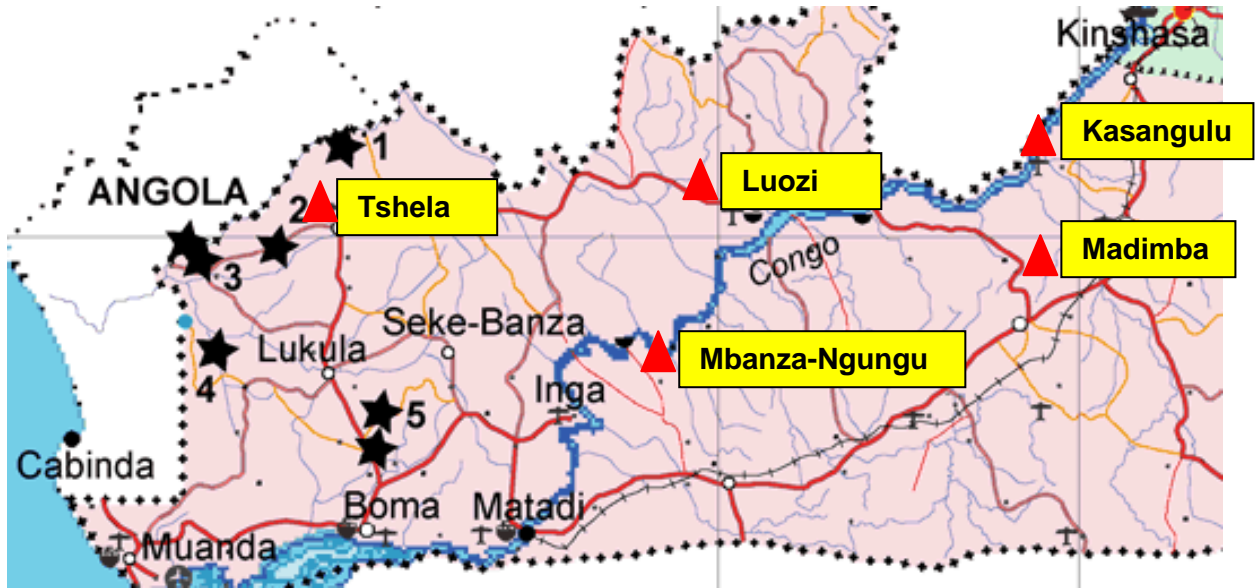 Kinshasa
Kasangulu
1
ANGOLA
Luozi
2
Tshela
3
Congo
Madimba
Seke-Banza
Lukula
Mbanza-Ngungu
4
Inga
5
Cabinda
Boma
Matadi
Muanda